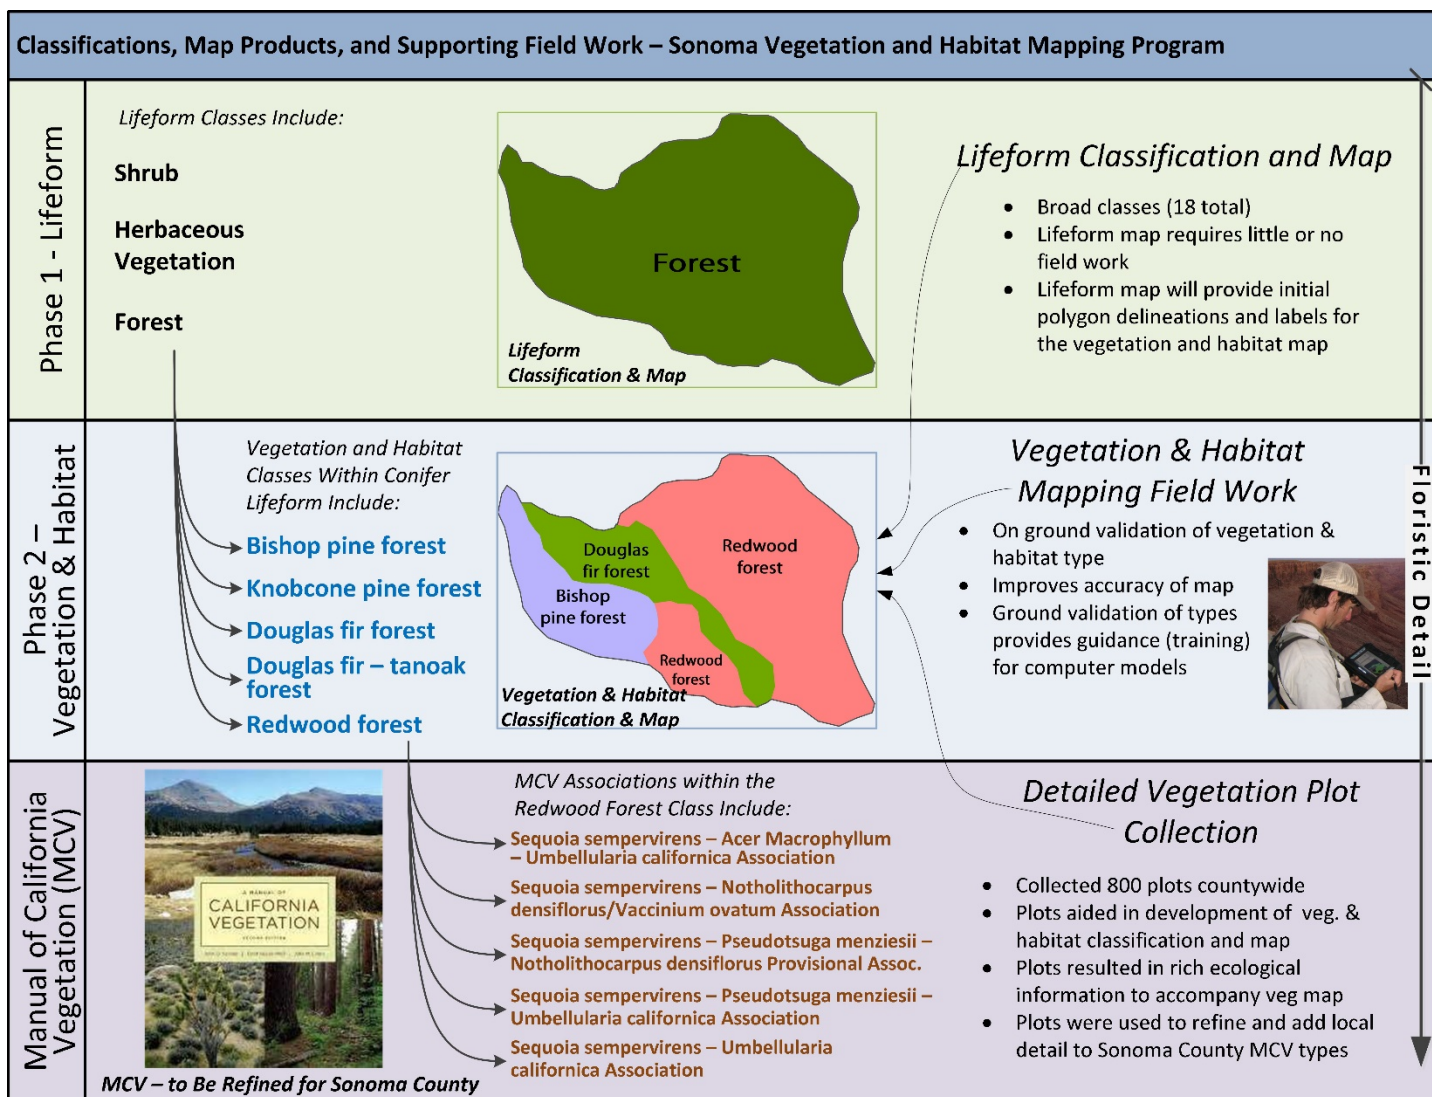 Classifications, Map Products, and Supporting Field Work – Sonoma Vegetation and Habitat Mapping Program
Phase 1 - Lifeform
Lifeform Classes Include:
Shrub
Herbaceous
Vegetation
Forest
Forest
Lifeform
Classification & Map
Lifeform Classification and Map
• Broad classes (18 total)
• Lifeform map requires little or no
field work
• Lifeform map will provide initial
polygon delineations and labels for
the vegetation and habitat map
Phase 2 –
Vegetation & Habitat
Vegetation and Habitat
Classes Within Conifer
Lifeform Include:
Bishop pine forest
Knobcone pine forest
Douglas fir forest
Douglas fir – tanoak
forest
Redwood forest
Douglas
fir forest
Redwood
forest
Bishop
pine forest
Redwood
forest
Vegetation & Habitat
Classification & Map
Vegetation & Habitat
Mapping Field Work
• On ground validation of vegetation &
habitat type
• Improves accuracy of map
• Ground validation of types
provides guidance (training)
for computer models
Floristic Detail
Manual of California
Vegetation (MCV)
A MANUAL OF
CALIFORNIA
VEGETATION
SECOND EDITION
MCV – to Be Refined for Sonoma County
MCV Associations within the
Redwood Forest Class Include:
Sequoia sempervirens – Acer Macrophyllum
– Umbellularia californica Association
Sequoia sempervirens – Notholithocarpus
densiflorus/Vaccinium ovatum Association
Sequoia sempervirens – Pseudotsuga menziesii –
Notholithocarpus densiflorus Provisional Assoc.
Sequoia sempervirens – Pseudotsuga menziesii –
Umbellularia californica Association
Sequoia sempervirens – Umbellularia
californica Association
Detailed Vegetation Plot
Collection
• Collected 800 plots countywide
• Plots aided in development of veg. &
habitat classification and map
• Plots resulted in rich ecological
information to accompany veg map
• Plots were used to refine and add local
detail to Sonoma County MCV types